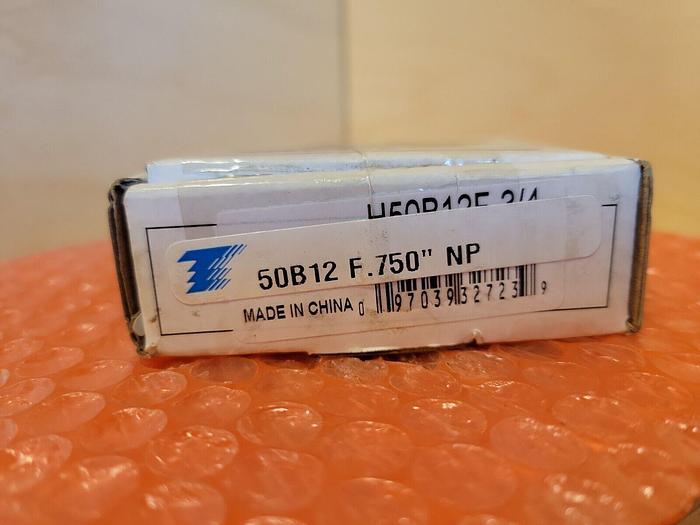 H50B12F 3/4
50B12 F.750" NP
MADE IN CHINA
0 97039 32723 9